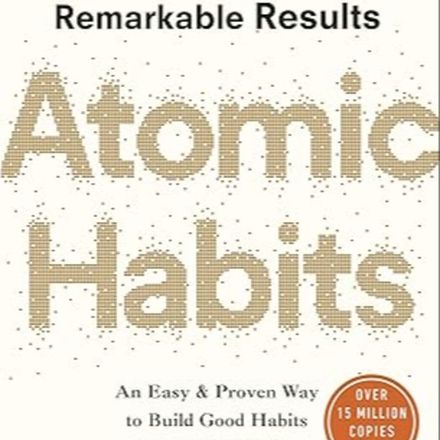 Remarkable Results
Atomic
Habits
An Easy & Proven Way
to Build Good Habits
OVER
15 MILLION
COPIES